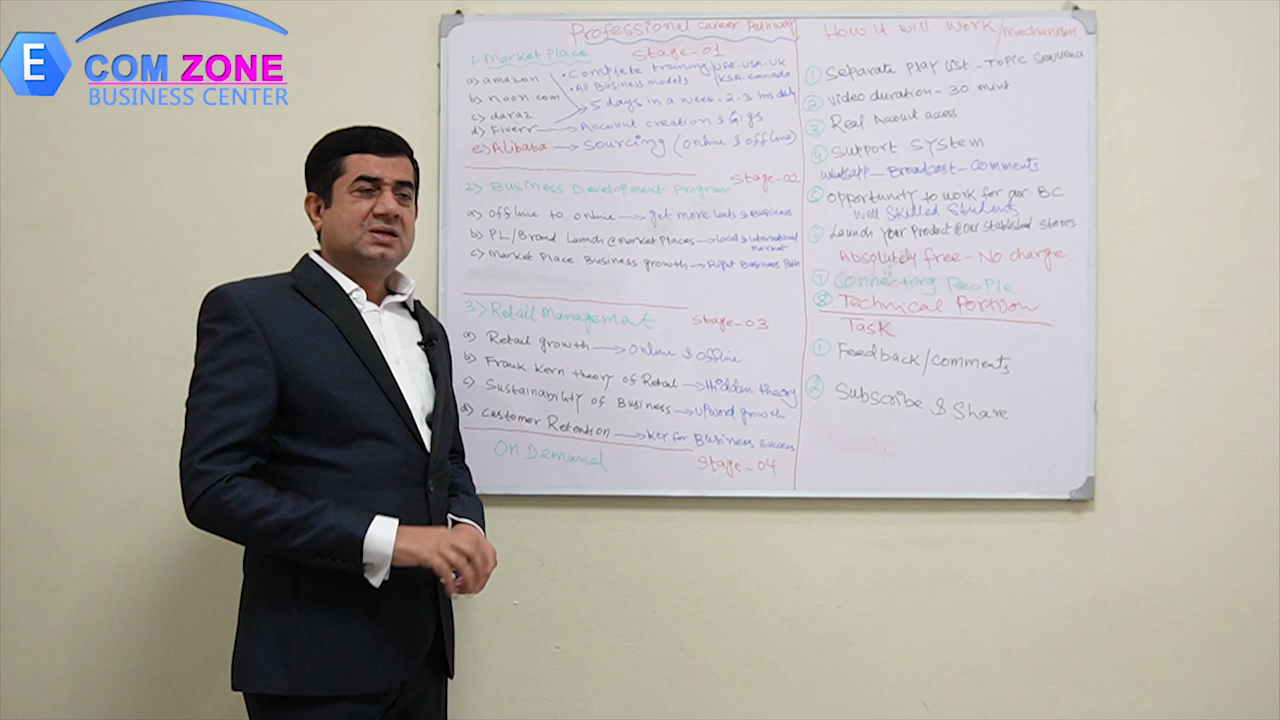 E
COM ZONE
BUSINESS CENTER
Professional Career Pathway
1. Market Place
Stage-01
a) amazon
b) noon.com
c) daraz
d) Fiverr
e) Alibaba
• Complete training
UAE-USA-UK
• All Business models
KSA-Canada
5 days in a week - 2-3 hrs daily
Account creation & Gigs
Sourcing (online & offline)
Stage-02
2) Business Development Program
a) offline to online → get more Leads & Business
b) PL/Brand Launch @ market Places → Local & International market
c) Market Place Business growth →
3) Retail Management
Stage-03
a) Retail growth → Online & offline
b) Frank Kern theory of Retail → Hidden theory
c) Sustainability of Business → Upword growth
d) Customer Retention → Key for Business Success
On Demand
Stage-04
How it will work/mechanism
1 Separate Play list - Topic
2 Video duration - 30 mint
3 Real Account access
4 Support System
whatsapp - Broadcast - Comments
5 Opportunity to work for our BC
Well Skilled Students
6 Launch your Product @ our Stablished Stores
Absolutely free - No charge
7 Connecting People
8 Technical Portion
Task
1 Feedback/comments
2 Subscribe & Share